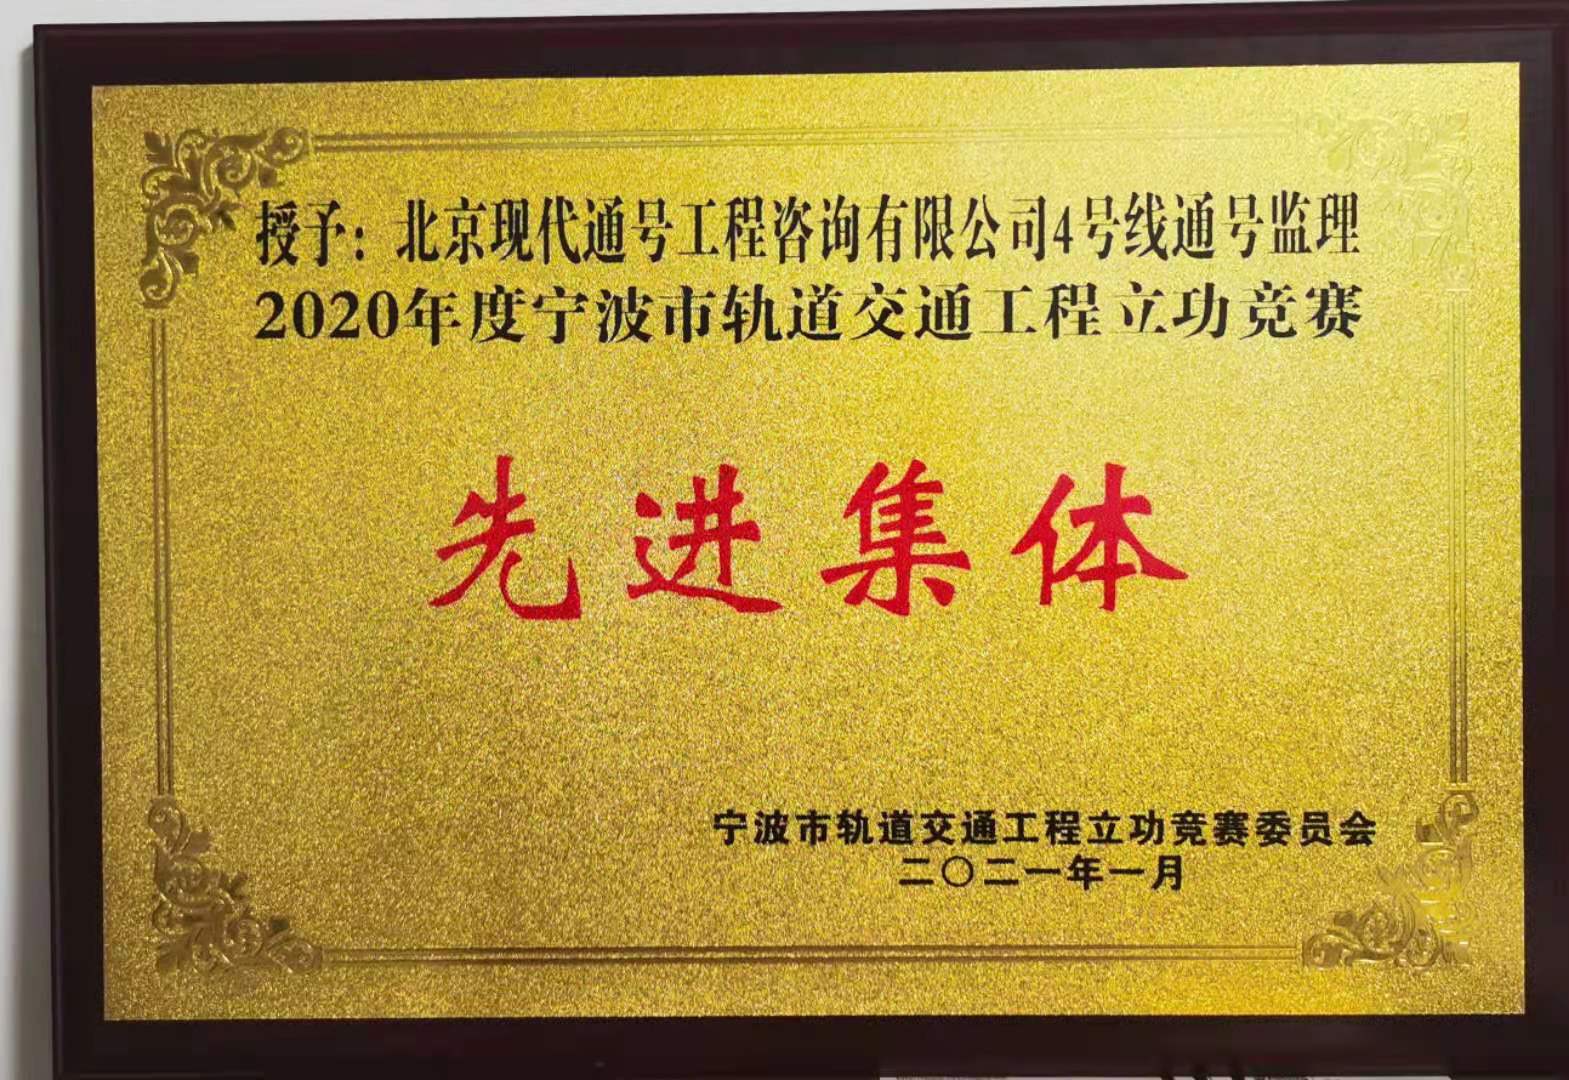 授予：北京现代通号工程咨询有限公司4号线通号监理
2020年度宁波市轨道交通工程立功竞赛
先进集体
宁波市轨道交通工程立功竞赛委员会
二〇二一年一月